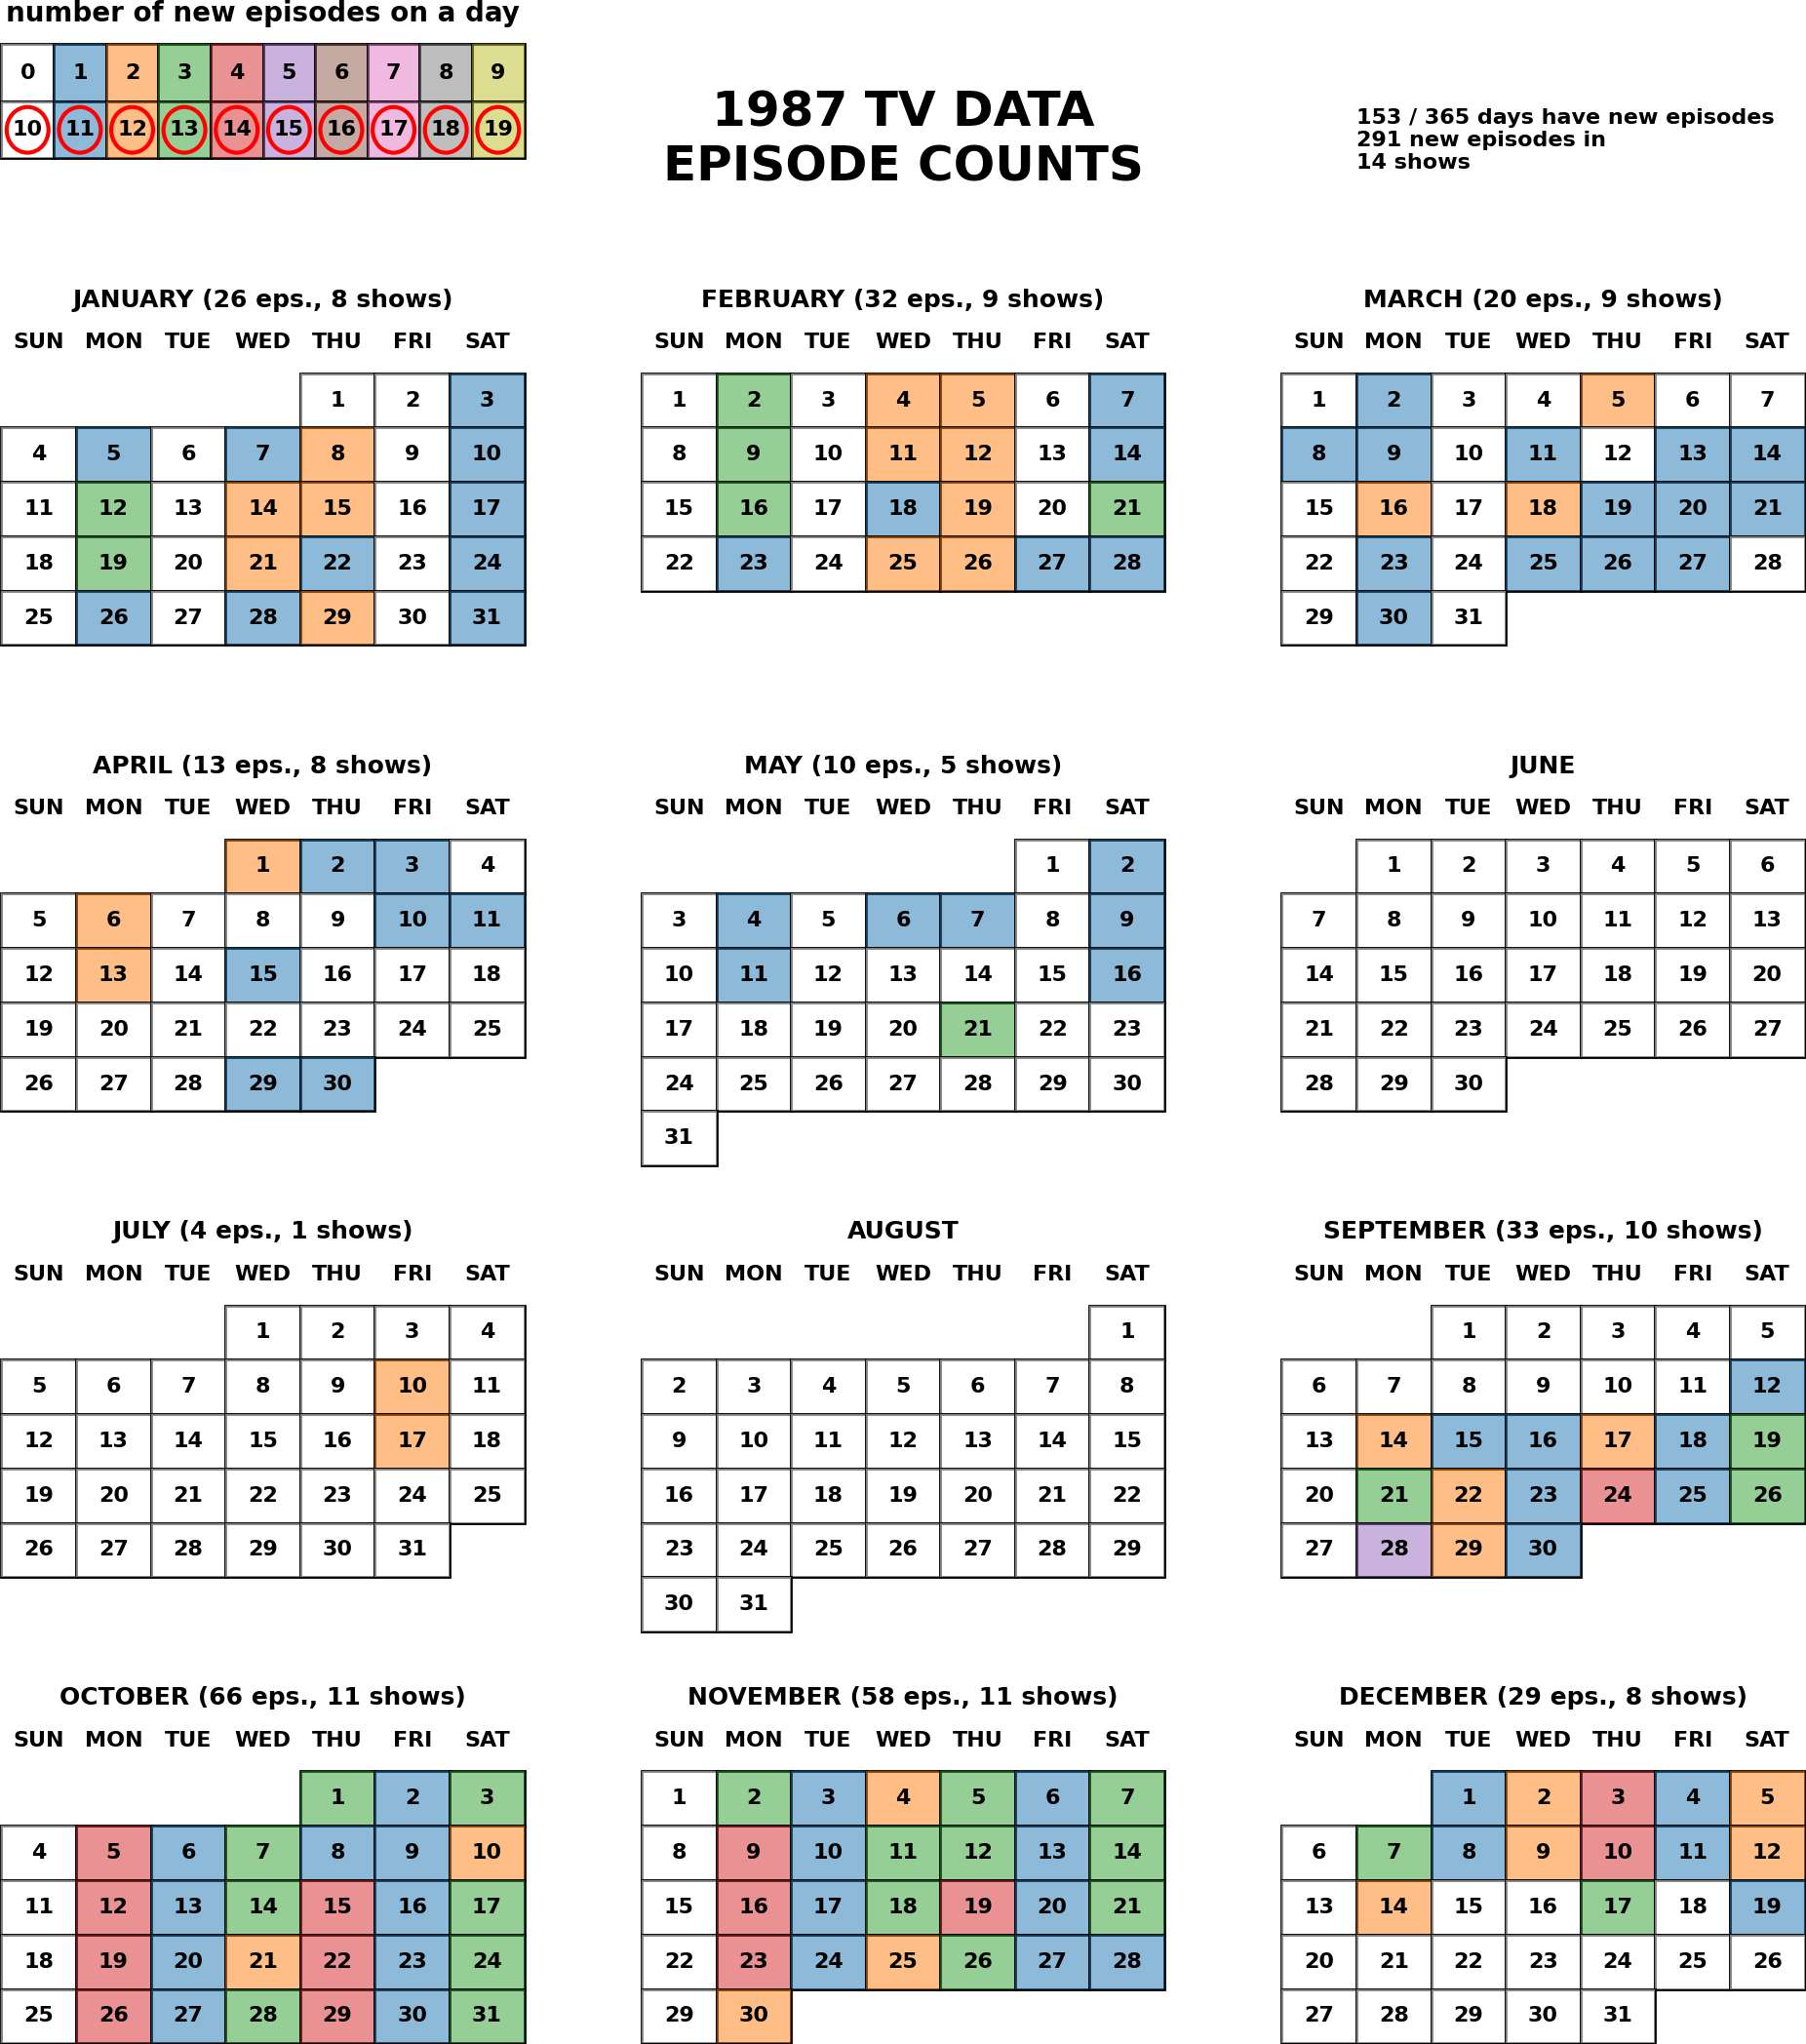 number of new episodes on a day
0 1 2 3 4 5 6 7 8 9
10 11 12 13 14 15 16 17 18 19
1987 TV DATA
EPISODE COUNTS
153 / 365 days have new episodes
291 new episodes in
14 shows
JANUARY (26 eps., 8 shows)
SUN MON TUE WED THU FRI SAT
1 2 3
4 5 6 7 8 9 10
11 12 13 14 15 16 17
18 19 20 21 22 23 24
25 26 27 28 29 30 31
FEBRUARY (32 eps., 9 shows)
SUN MON TUE WED THU FRI SAT
1 2 3 4 5 6 7
8 9 10 11 12 13 14
15 16 17 18 19 20 21
22 23 24 25 26 27 28
MARCH (20 eps., 9 shows)
SUN MON TUE WED THU FRI SAT
1 2 3 4 5 6 7
8 9 10 11 12 13 14
15 16 17 18 19 20 21
22 23 24 25 26 27 28
29 30 31
APRIL (13 eps., 8 shows)
SUN MON TUE WED THU FRI SAT
1 2 3 4
5 6 7 8 9 10 11
12 13 14 15 16 17 18
19 20 21 22 23 24 25
26 27 28 29 30
MAY (10 eps., 5 shows)
SUN MON TUE WED THU FRI SAT
1 2
3 4 5 6 7 8 9
10 11 12 13 14 15 16
17 18 19 20 21 22 23
24 25 26 27 28 29 30
31
JUNE
SUN MON TUE WED THU FRI SAT
1 2 3 4 5 6
7 8 9 10 11 12 13
14 15 16 17 18 19 20
21 22 23 24 25 26 27
28 29 30
JULY (4 eps., 1 shows)
SUN MON TUE WED THU FRI SAT
1 2 3 4
5 6 7 8 9 10 11
12 13 14 15 16 17 18
19 20 21 22 23 24 25
26 27 28 29 30 31
AUGUST
SUN MON TUE WED THU FRI SAT
1
2 3 4 5 6 7 8
9 10 11 12 13 14 15
16 17 18 19 20 21 22
23 24 25 26 27 28 29
30 31
SEPTEMBER (33 eps., 10 shows)
SUN MON TUE WED THU FRI SAT
1 2 3 4 5
6 7 8 9 10 11 12
13 14 15 16 17 18 19
20 21 22 23 24 25 26
27 28 29 30
OCTOBER (66 eps., 11 shows)
SUN MON TUE WED THU FRI SAT
1 2 3
4 5 6 7 8 9 10
11 12 13 14 15 16 17
18 19 20 21 22 23 24
25 26 27 28 29 30 31
NOVEMBER (58 eps., 11 shows)
SUN MON TUE WED THU FRI SAT
1 2 3 4 5 6 7
8 9 10 11 12 13 14
15 16 17 18 19 20 21
22 23 24 25 26 27 28
29 30
DECEMBER (29 eps., 8 shows)
SUN MON TUE WED THU FRI SAT
1 2 3 4 5
6 7 8 9 10 11 12
13 14 15 16 17 18 19
20 21 22 23 24 25 26
27 28 29 30 31